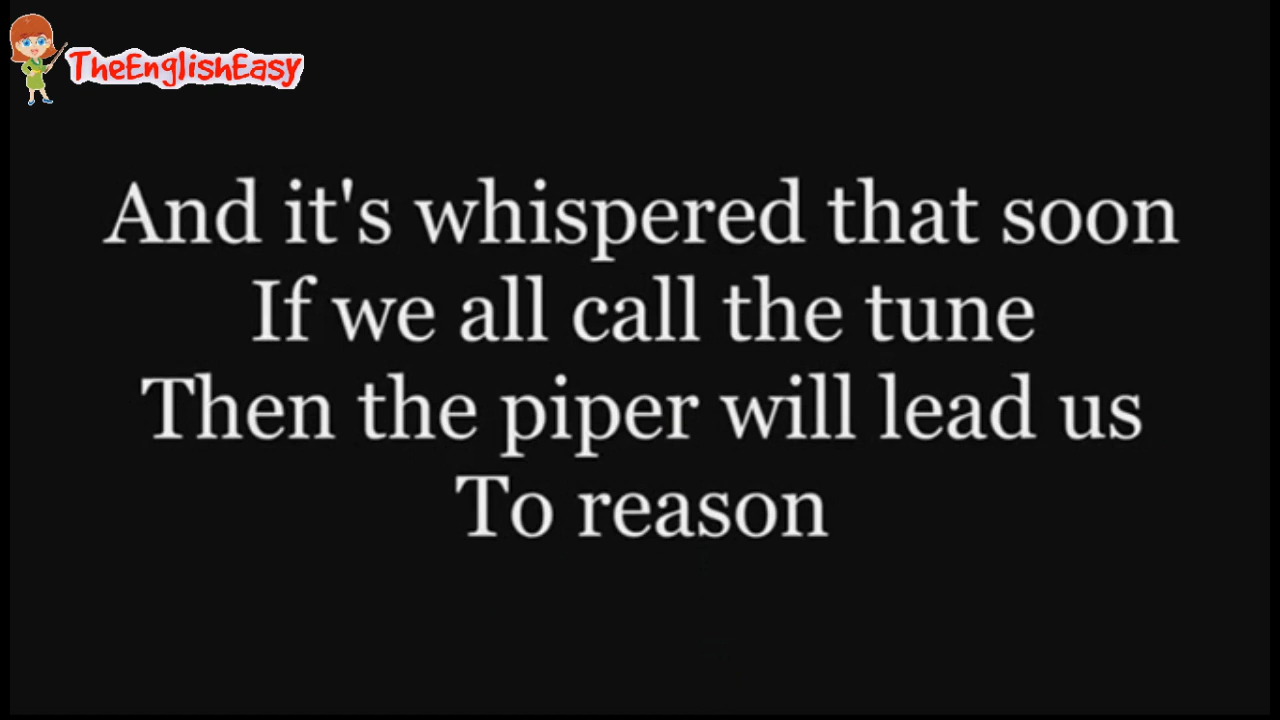 TheEnglishEasy
And it's whispered that soon
If we all call the tune
Then the piper will lead us
To reason